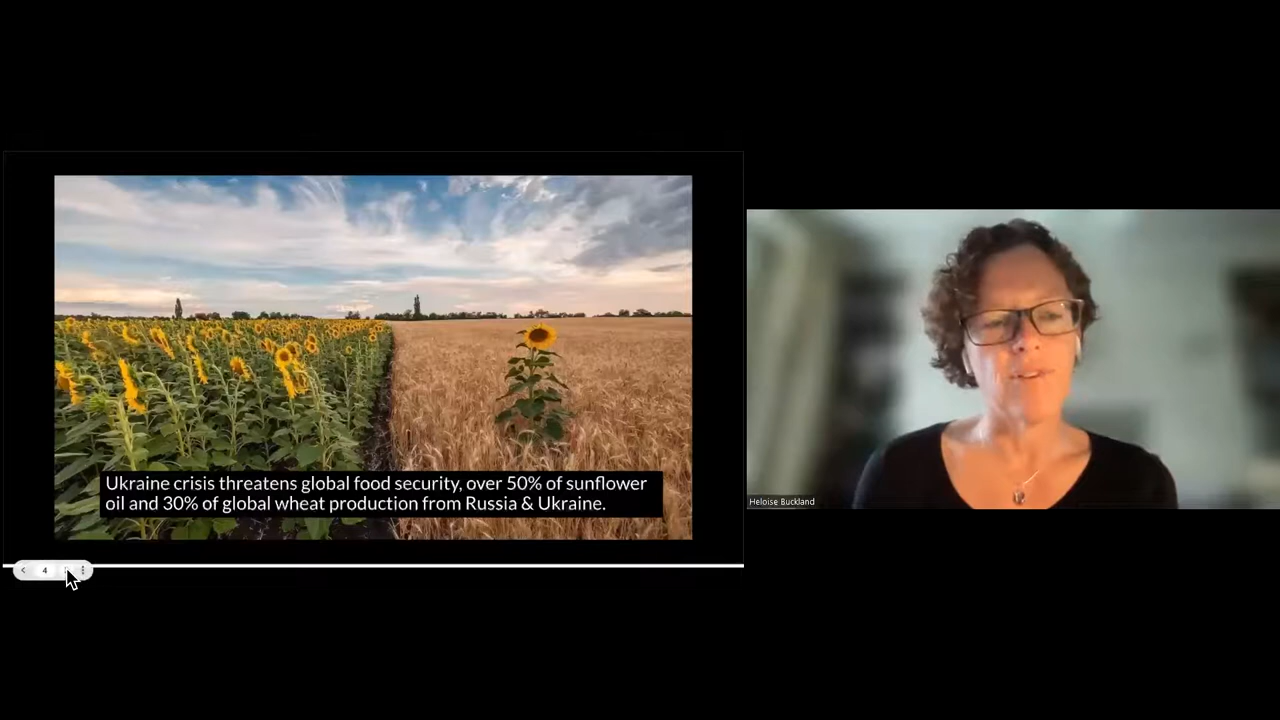 Ukraine crisis threatens global food security, over 50% of sunflower
oil and 30% of global wheat production from Russia & Ukraine.
Heloise Buckland
4